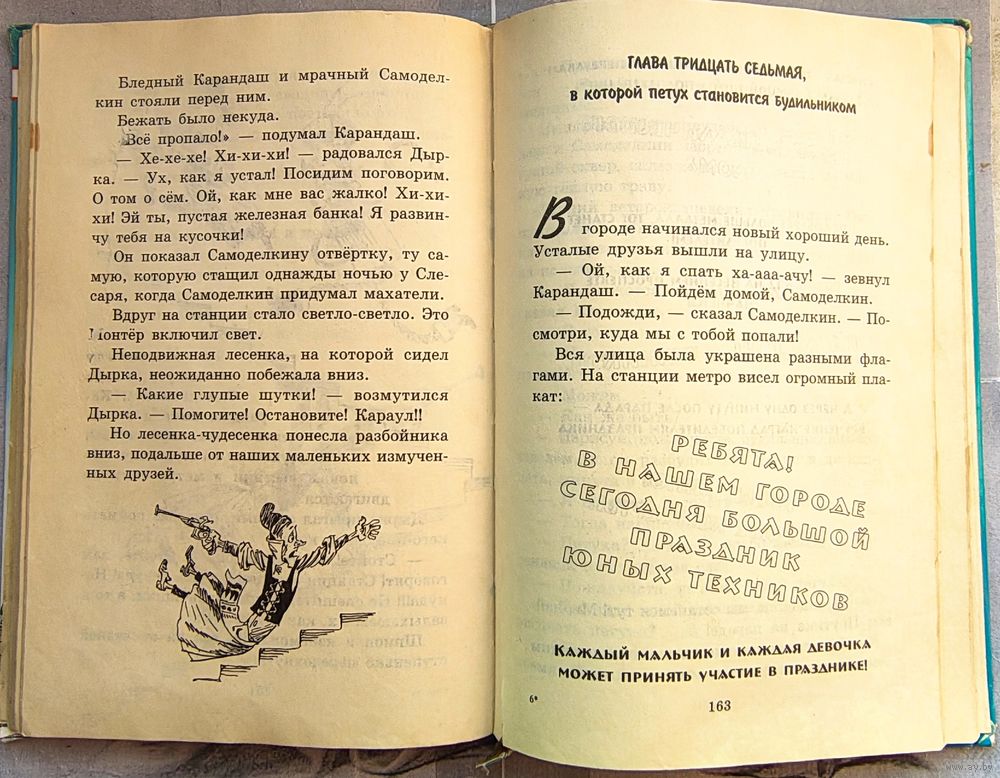 Бледный Карандаш и мрачный Самодел-
кин стояли перед ним.
Бежать было некуда.
Всё пропало!» — подумал Карандаш.
— Хе-хе-хе! Хи-хи-хи! — радовался Дыр-
ка. — Ух, как я устал! Посидим поговорим.
О том о сём. Ой, как мне вас жалко! Хи-хи-
хи! Эй ты, пустая железная банка! Я развин-
чу тебя на кусочки!
Он показал Самоделкину отвёртку, ту са-
мую, которую стащил однажды ночью у Сле-
саря, когда Самоделкин придумал махатели.
Вдруг на станции стало светло-светло. Это
Монтёр включил свет.
Неподвижная лесенка, на которой сидел
Дырка, неожиданно побежала вниз.
— Какие глупые шутки! — возмутился
Дырка. — Помогите! Остановите! Караул!!
Но лесенка-чудесенка понесла разбойника
вниз, подальше от наших маленьких измучен-
ных друзей.
ГЛАВА ТРИДЦАТЬ СЕДЬМАЯ,
в которой петух становится будильником
В городе начинался новый хороший день.
Усталые друзья вышли на улицу.
— Ой, как я спать ха-ааа-ачу! — зевнул
Карандаш. — Пойдём домой, Самоделкин.
— Подожди, — сказал Самоделкин. — По-
смотри, куда мы с тобой попали!
Вся улица была украшена разными фла-
гами. На станции метро висел огромный пла-
кат:
РЕБЯТА!
В НАШЕМ ГОРОДЕ
СЕГОДНЯ БОЛЬШОЙ
ПРАЗДНИК
ЮНЫХ ТЕХНИКОВ
КАЖДЫЙ МАЛЬЧИК И КАЖДАЯ ДЕВОЧКА
МОЖЕТ ПРИНЯТЬ УЧАСТИЕ В ПРАЗДНИКЕ!
6*
163
www.ay.by